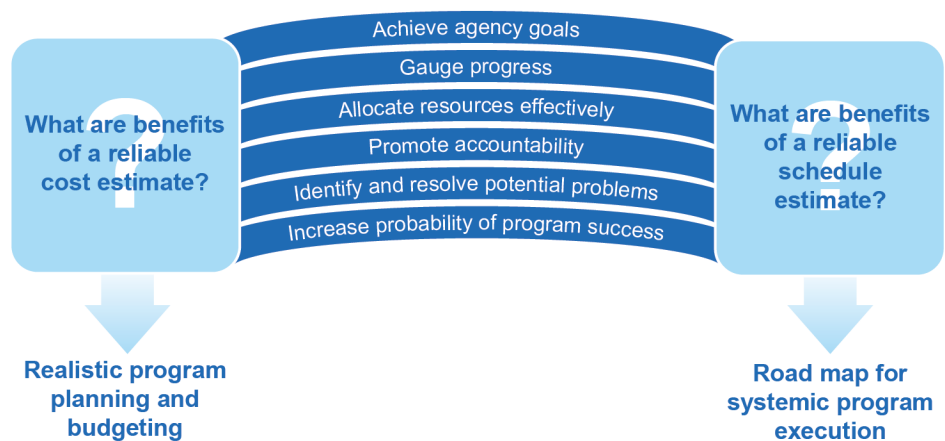 Achieve agency goals
Gauge progress
Allocate resources effectively
Promote accountability
Identify and resolve potential problems
Increase probability of program success
?
What are benefits
of a reliable
cost estimate?
?
What are benefits
of a reliable
schedule
estimate?
Realistic program
planning and
budgeting
Road map for
systemic program
execution